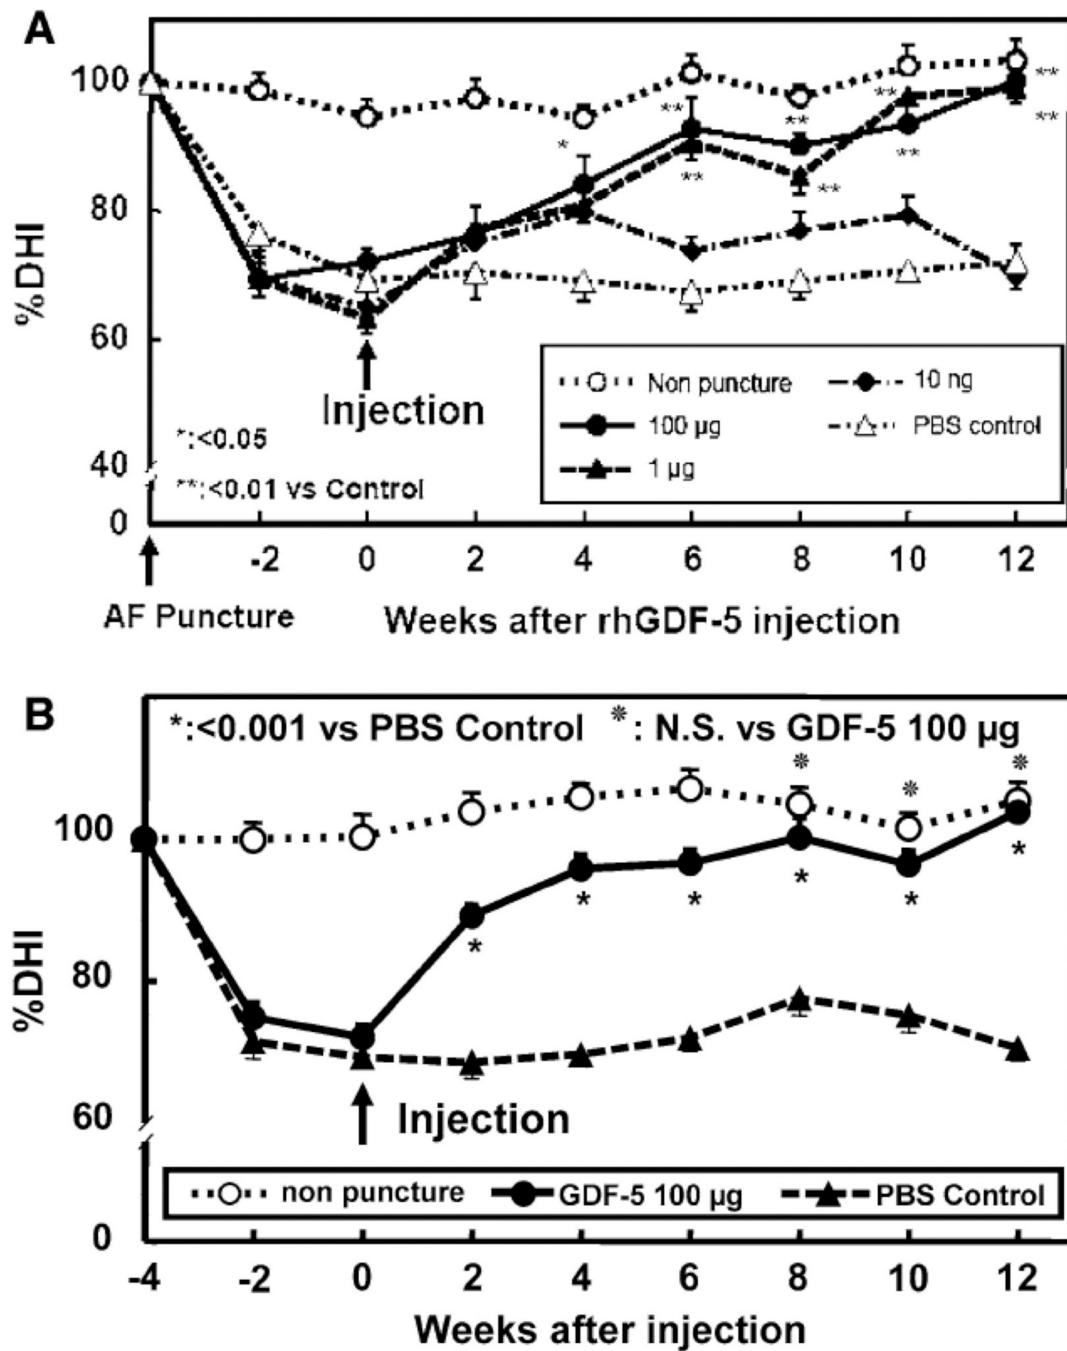 A
100
80
60
40
0
%DHI
Injection
*:<0.05
**:<0.01 vs Control
Non puncture
100 µg
1 µg
10 ng
PBS control
*
**
**
**
**
**
**
**
**
-2 0 2 4 6 8 10 12
AF Puncture
Weeks after rhGDF-5 injection
B
*:<0.001 vs PBS Control ※: N.S. vs GDF-5 100 µg
100
80
60
0
%DHI
※ ※ ※
* * * * * *
Injection
non puncture GDF-5 100 µg PBS Control
-4 -2 0 2 4 6 8 10 12
Weeks after injection